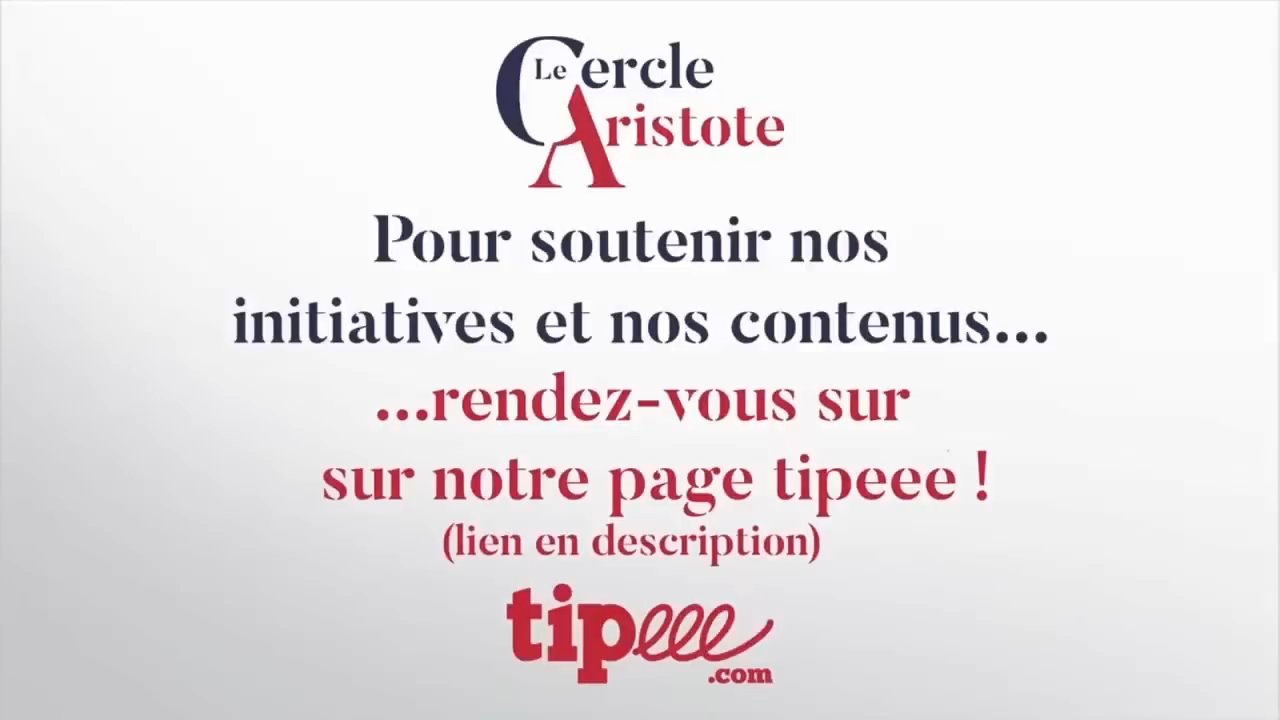 Le Cercle
Aristote
Pour soutenir nos
initiatives et nos contenus...
...rendez-vous sur
sur notre page tipeee !
(lien en description)
tipeee
.com